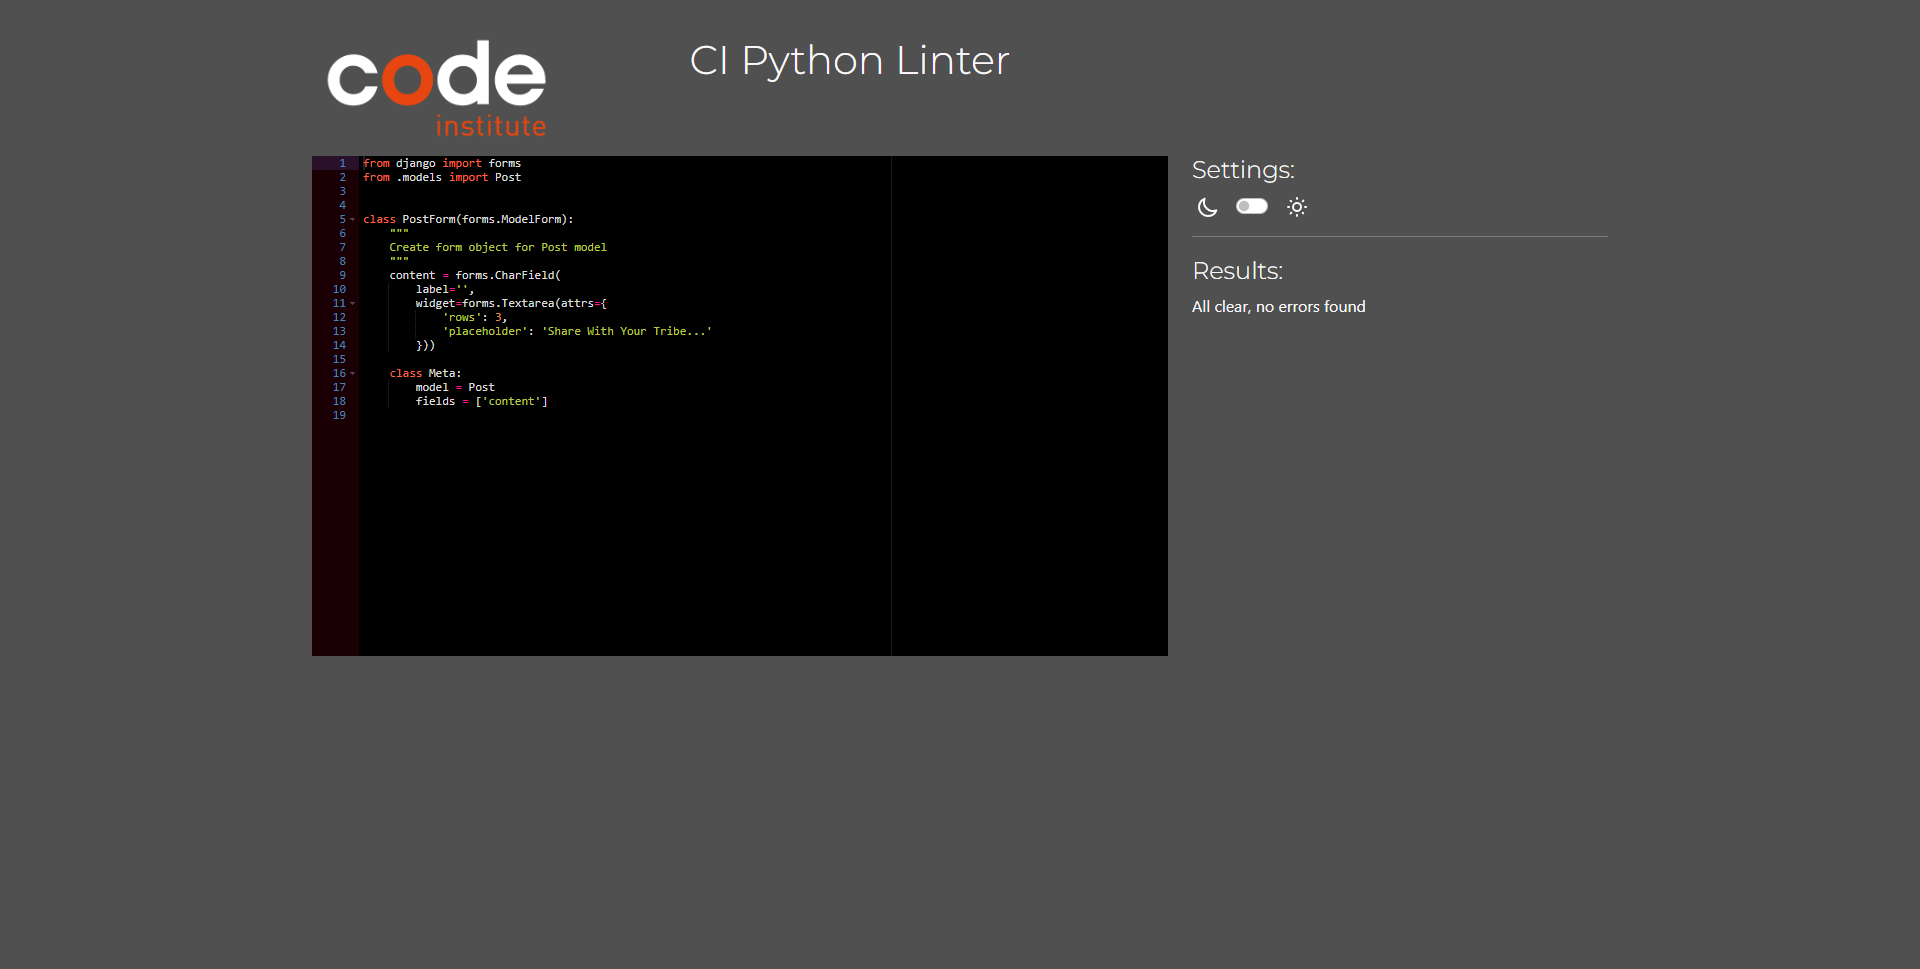 code
institute
CI Python Linter
1 from django import forms
2 from .models import Post
3
4
5 class PostForm(forms.ModelForm):
6     """
7     Create form object for Post model
8     """
9     content = forms.CharField(
10         label='',
11         widget=forms.Textarea(attrs={
12             'rows': 3,
13             'placeholder': 'Share With Your Tribe...'
14         }))
15
16     class Meta:
17         model = Post
18         fields = ['content']
19
Settings:
Results:
All clear, no errors found